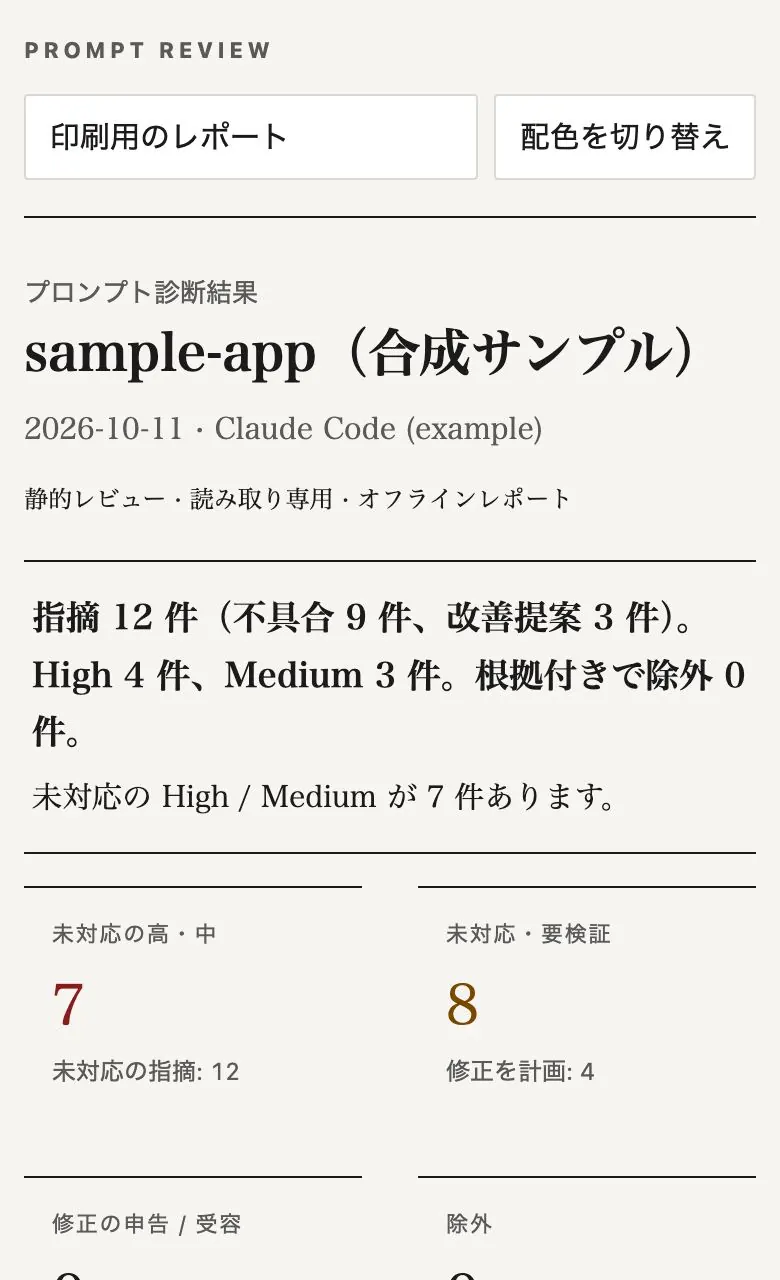 PROMPT REVIEW
印刷用のレポート
配色を切り替え
プロンプト診断結果
sample-app（合成サンプル）
2026-10-11 · Claude Code (example)
静的レビュー · 読み取り専用 · オフラインレポート
指摘 12 件（不具合 9 件、改善提案 3 件）。
High 4 件、Medium 3 件。根拠付きで除外 0
件。
未対応の High / Medium が 7 件あります。
未対応の高・中
7
未対応の指摘: 12
未対応・要検証
8
修正を計画: 4
修正の申告 / 受容
除外